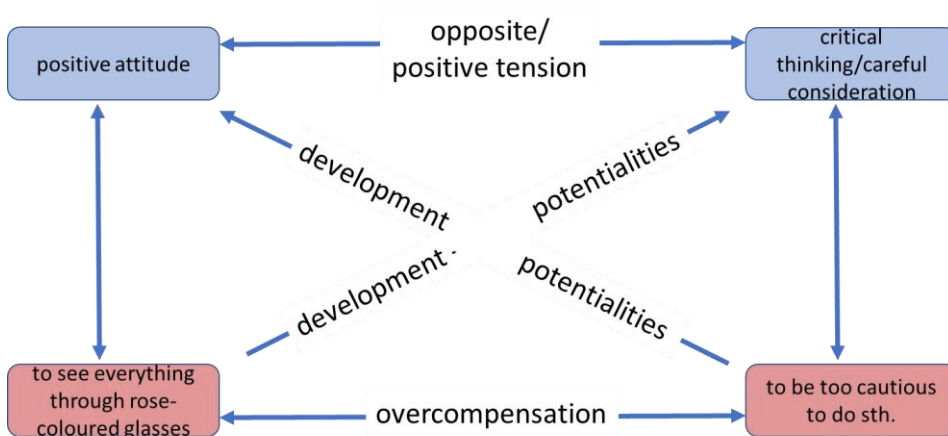 positive attitude
opposite/
positive tension
critical
thinking/careful
consideration
development
potentialities
development
potentialities
to see everything
through rose-
coloured glasses
overcompensation
to be too cautious
to do sth.